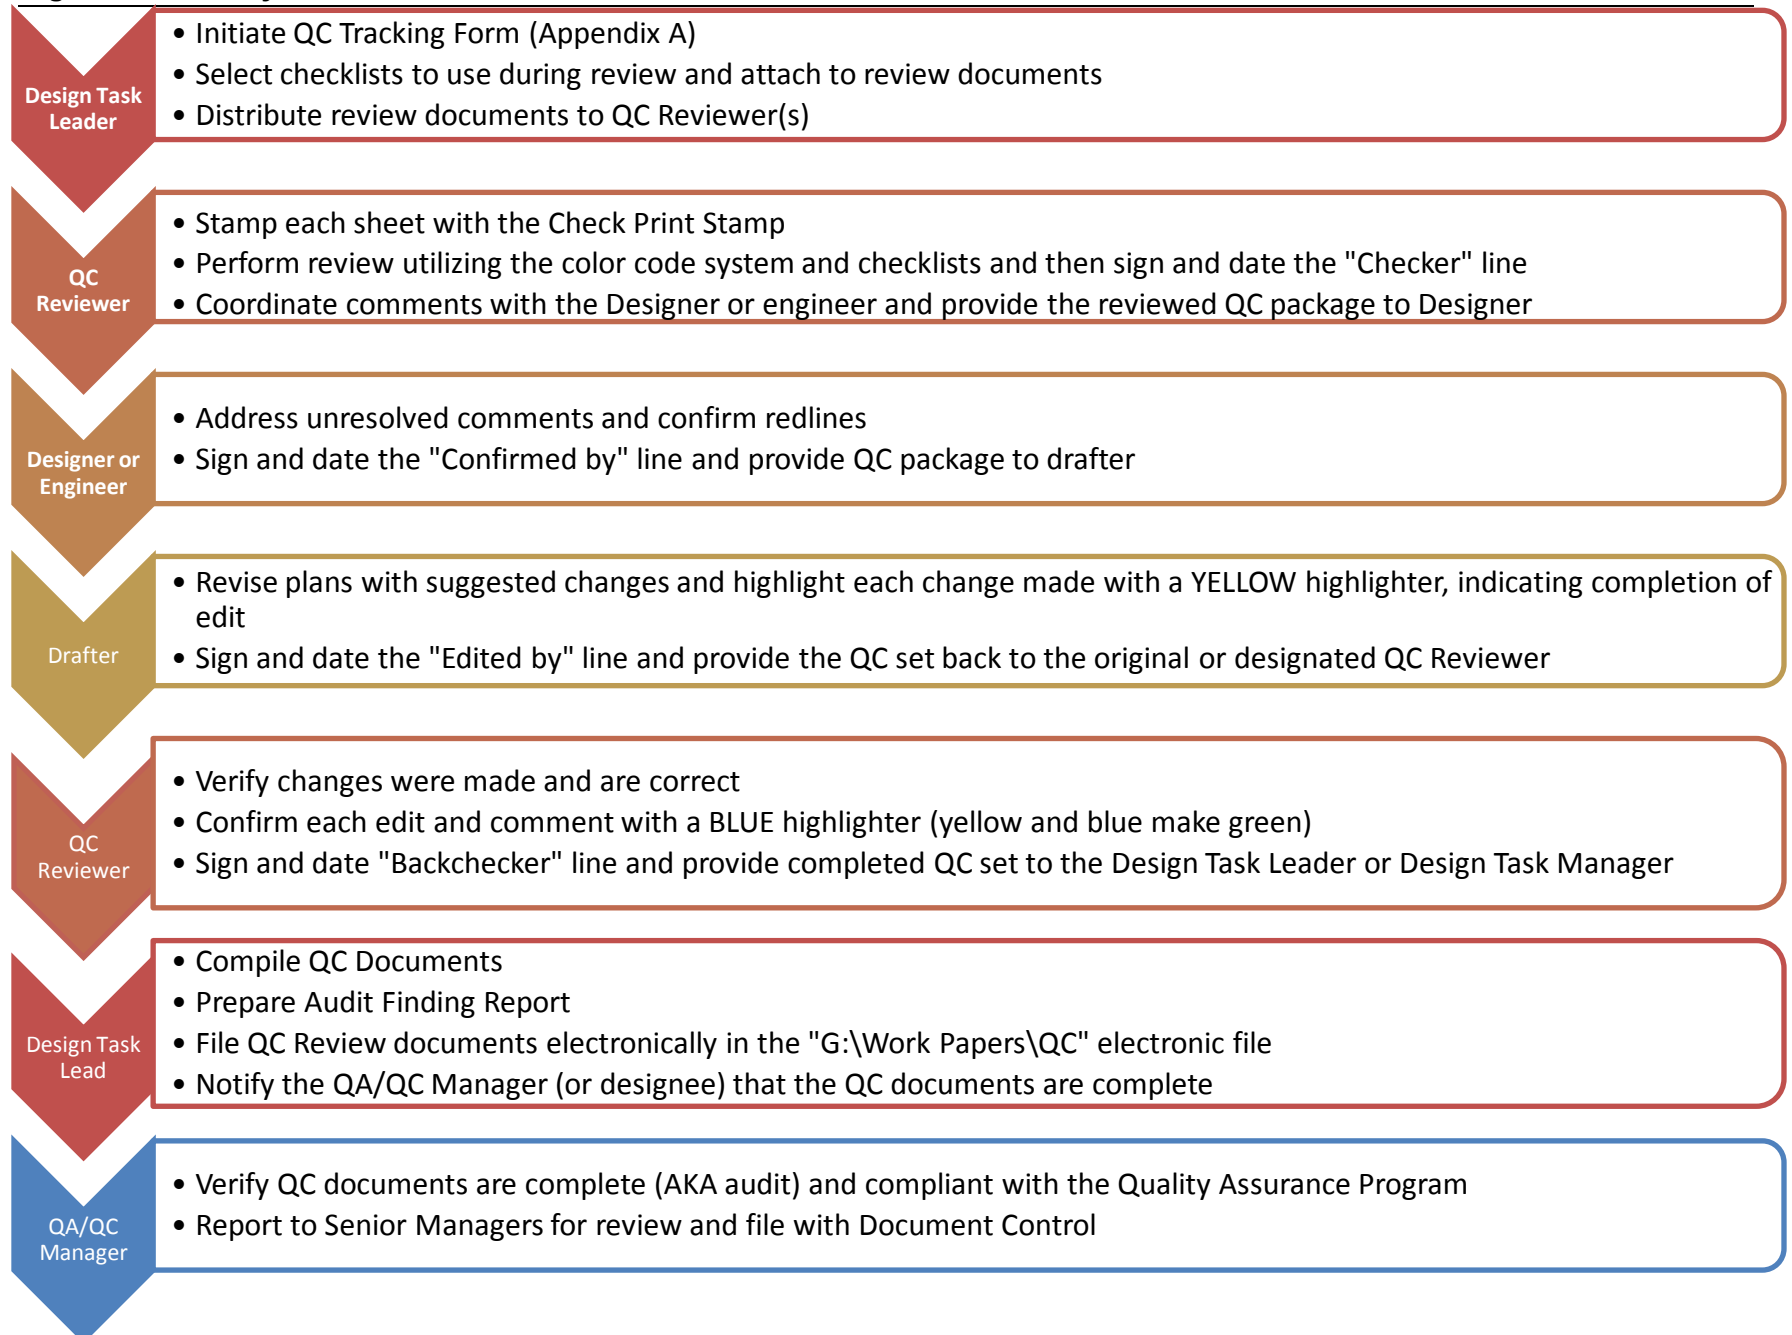 Design Task
Leader
• Initiate QC Tracking Form (Appendix A)
• Select checklists to use during review and attach to review documents
• Distribute review documents to QC Reviewer(s)
QC
Reviewer
• Stamp each sheet with the Check Print Stamp
• Perform review utilizing the color code system and checklists and then sign and date the "Checker" line
• Coordinate comments with the Designer or engineer and provide the reviewed QC package to Designer
Designer or
Engineer
• Address unresolved comments and confirm redlines
• Sign and date the "Confirmed by" line and provide QC package to drafter
Drafter
• Revise plans with suggested changes and highlight each change made with a YELLOW highlighter, indicating completion of
edit
• Sign and date the "Edited by" line and provide the QC set back to the original or designated QC Reviewer
QC
Reviewer
• Verify changes were made and are correct
• Confirm each edit and comment with a BLUE highlighter (yellow and blue make green)
• Sign and date "Backchecker" line and provide completed QC set to the Design Task Leader or Design Task Manager
Design Task
Lead
• Compile QC Documents
• Prepare Audit Finding Report
• File QC Review documents electronically in the "G:\Work Papers\QC" electronic file
• Notify the QA/QC Manager (or designee) that the QC documents are complete
QA/QC
Manager
• Verify QC documents are complete (AKA audit) and compliant with the Quality Assurance Program
• Report to Senior Managers for review and file with Document Control